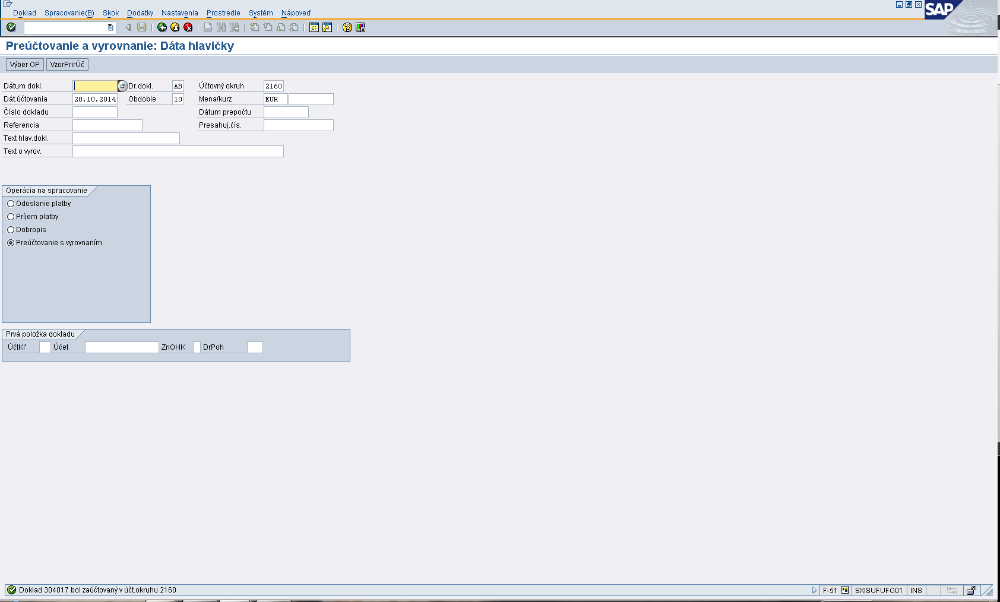 Doklad Spracovanie(B) Skok Dodatky Nastavenia Prostredie Systém Nápoveď
SAP
Preúčtovanie a vyrovnanie: Dáta hlavičky
Výber OP VzorPrirÚč
Dátum dokl. Dr.dokl. AB Účtovný okruh 2160
Dát.účtovania 20.10.2014 Obdobie 10 Mena/kurz EUR
Číslo dokladu Dátum prepočtu
Referencia Presahuj.čís.
Text hlav.dokl.
Text o vyrov.
Operácia na spracovanie
Odoslanie platby
Príjem platby
Dobropis
Preúčtovanie s vyrovnaním
Prvá položka dokladu
ÚčtKľ Účet ZnOHK DrPoh
Doklad 304017 bol zaúčtovaný v účt.okruhu 2160 F-51 SXISUFUFO01 INS